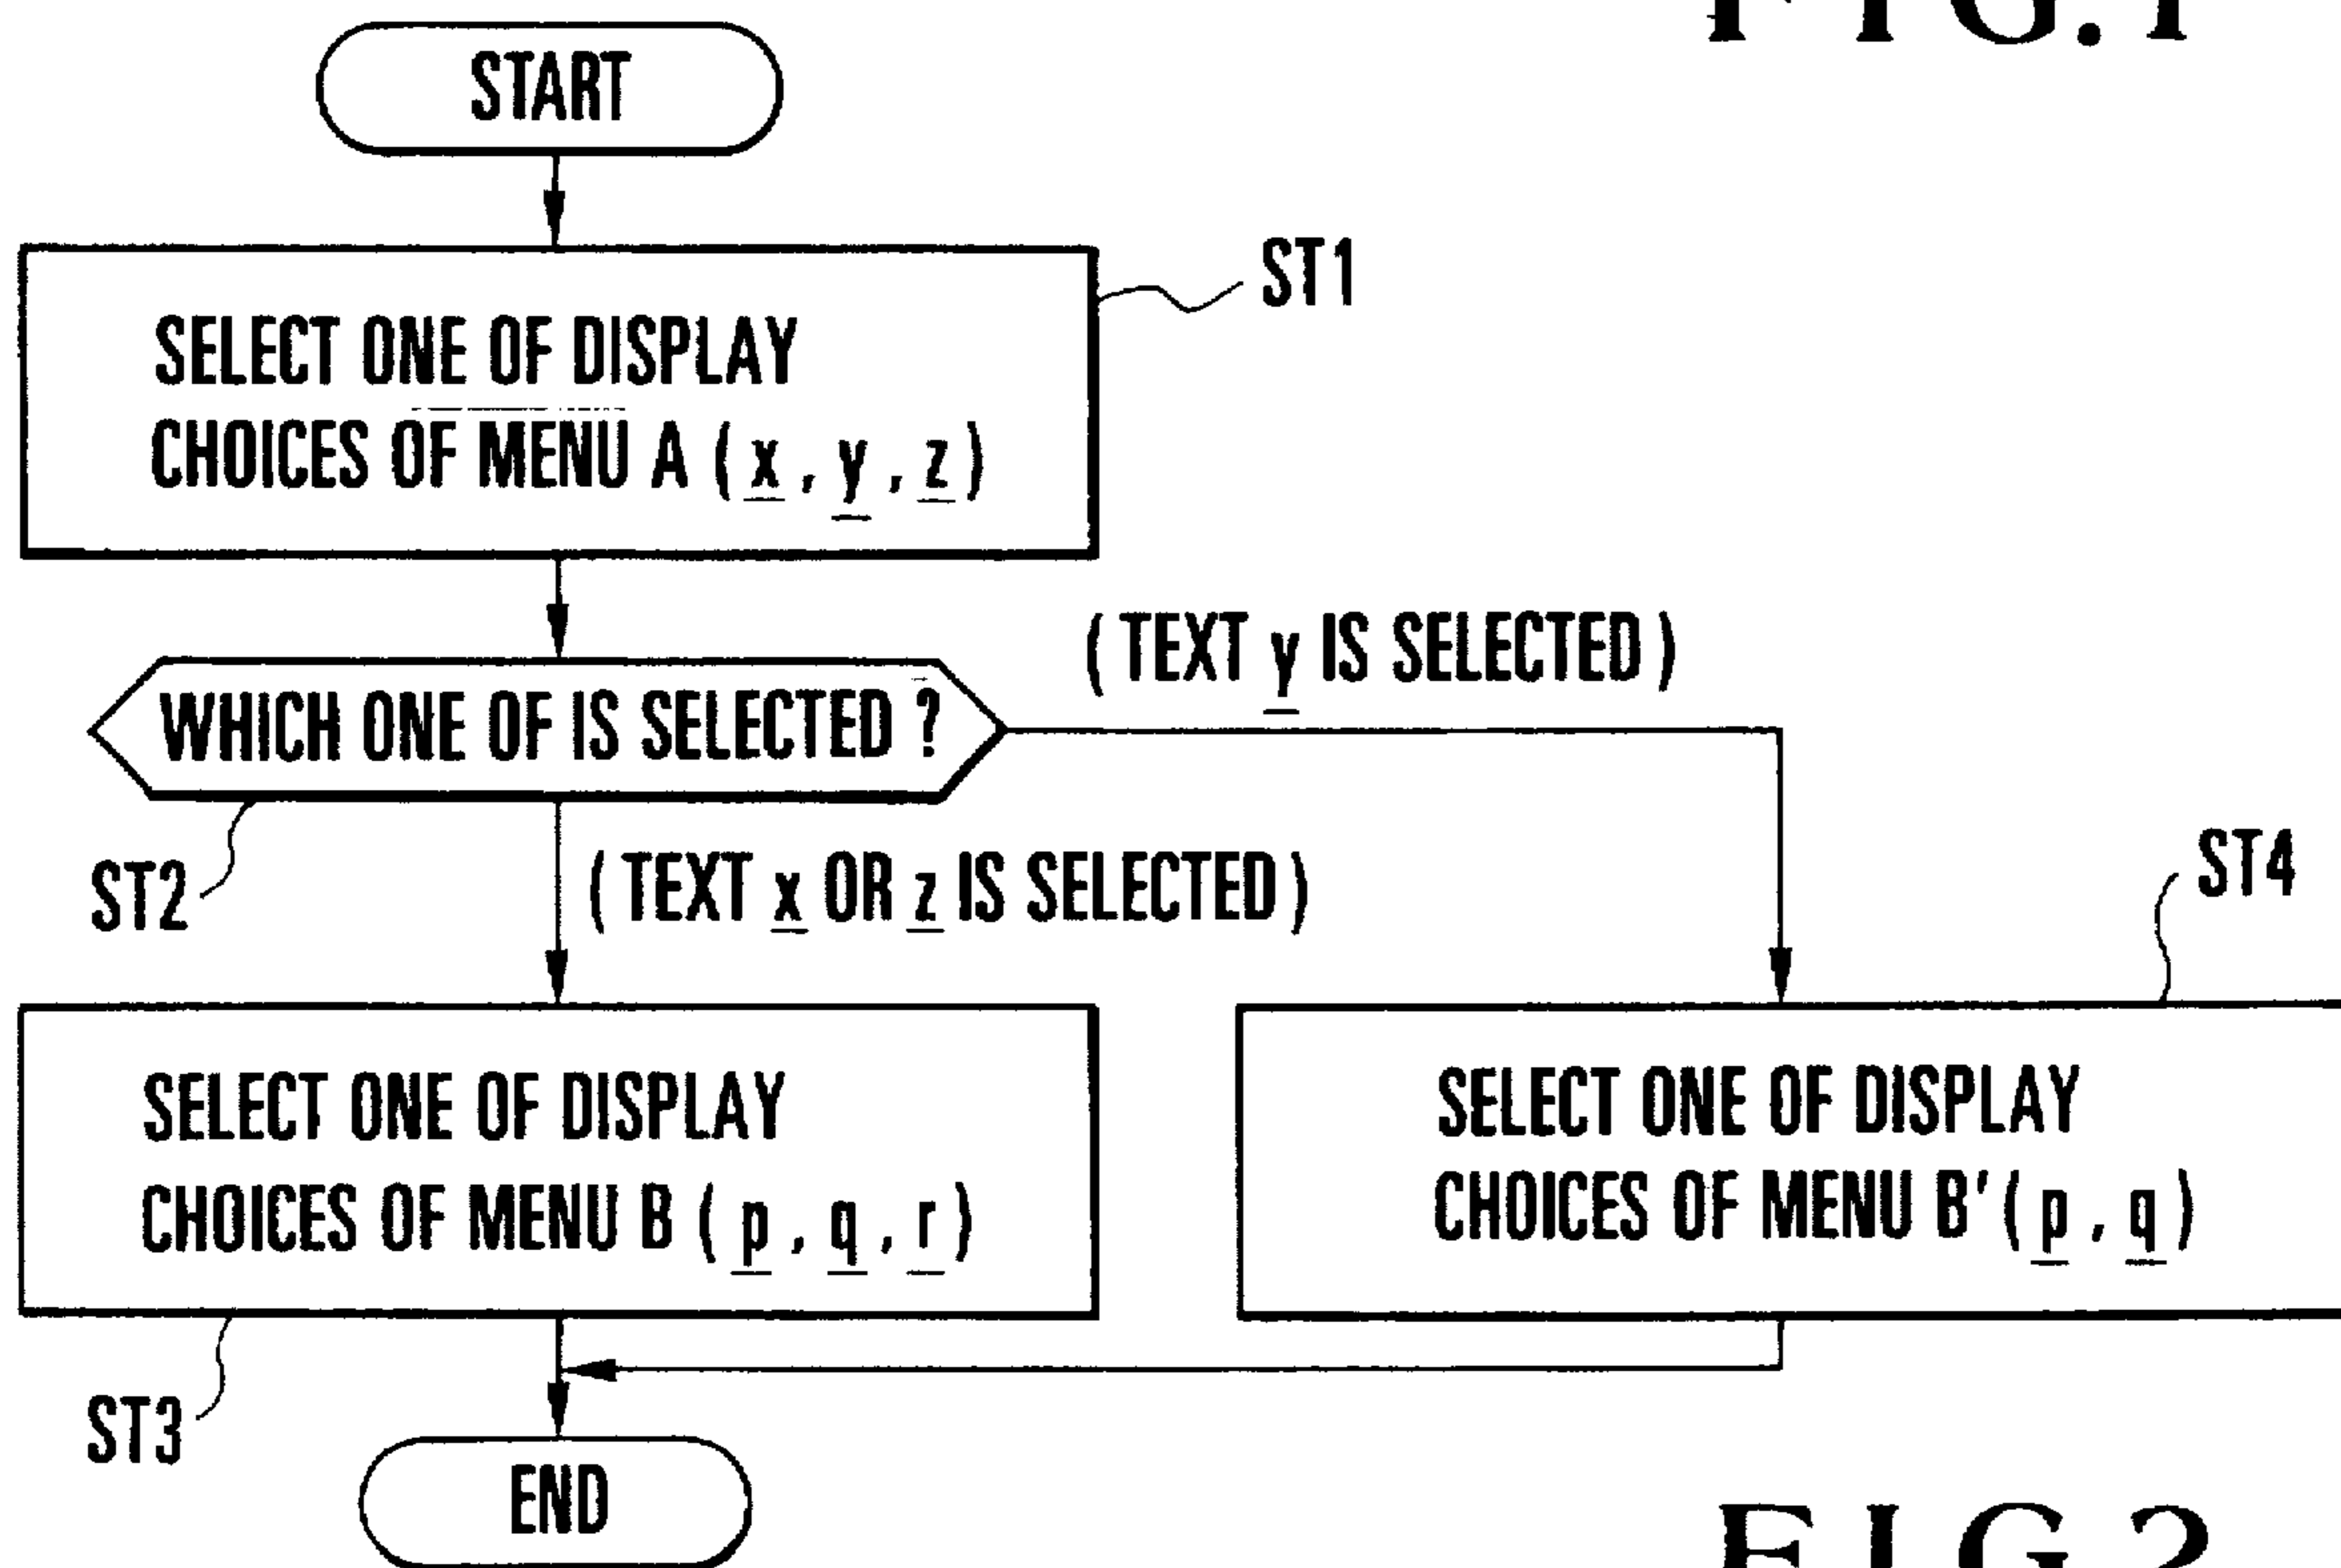 FIG.1
START
ST1
SELECT ONE OF DISPLAY
CHOICES OF MENU A (x, y, z)
(TEXT y IS SELECTED)
WHICH ONE OF IS SELECTED ?
ST2
(TEXT x OR z IS SELECTED)
ST4
SELECT ONE OF DISPLAY
CHOICES OF MENU B (p, q, r)
SELECT ONE OF DISPLAY
CHOICES OF MENU B' (p, q)
ST3
END
FIG.2